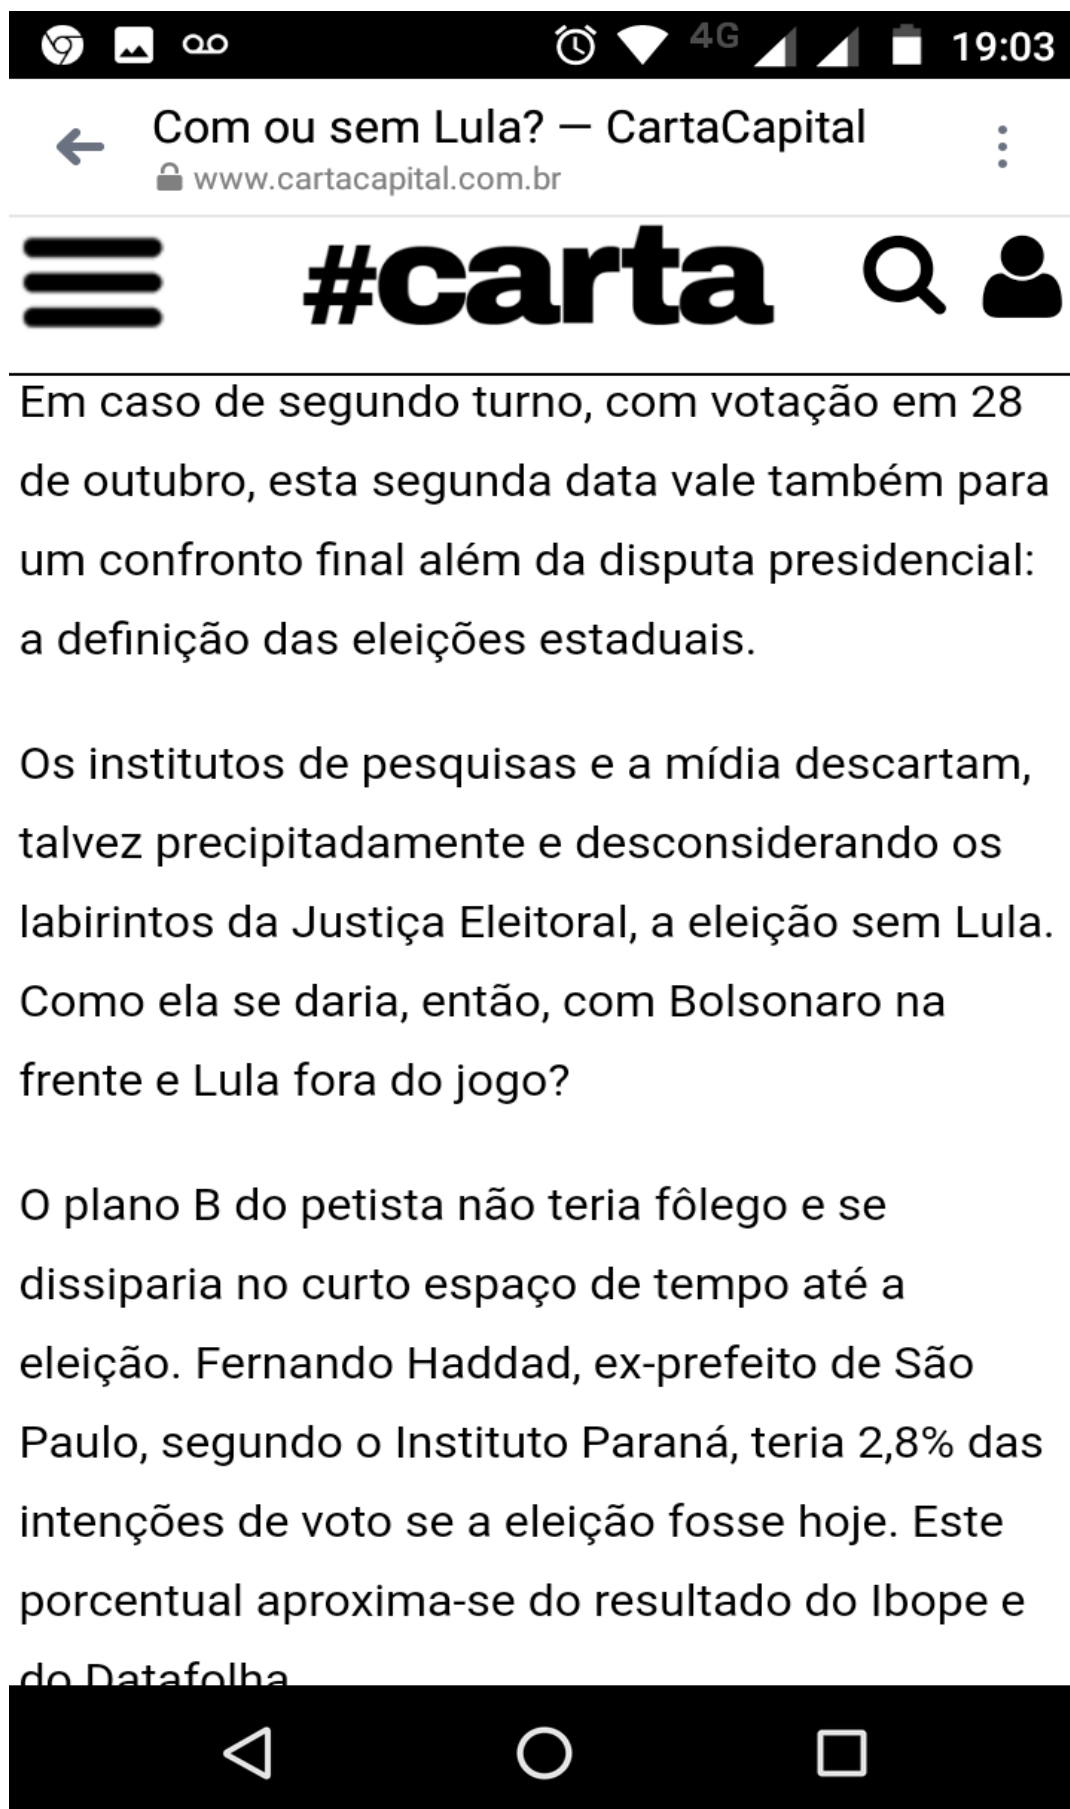 4G 19:03
Com ou sem Lula? — CartaCapital
www.cartacapital.com.br
#carta
Em caso de segundo turno, com votação em 28
de outubro, esta segunda data vale também para
um confronto final além da disputa presidencial:
a definição das eleições estaduais.
Os institutos de pesquisas e a mídia descartam,
talvez precipitadamente e desconsiderando os
labirintos da Justiça Eleitoral, a eleição sem Lula.
Como ela se daria, então, com Bolsonaro na
frente e Lula fora do jogo?
O plano B do petista não teria fôlego e se
dissiparia no curto espaço de tempo até a
eleição. Fernando Haddad, ex-prefeito de São
Paulo, segundo o Instituto Paraná, teria 2,8% das
intenções de voto se a eleição fosse hoje. Este
porcentual aproxima-se do resultado do Ibope e
do Datafolha